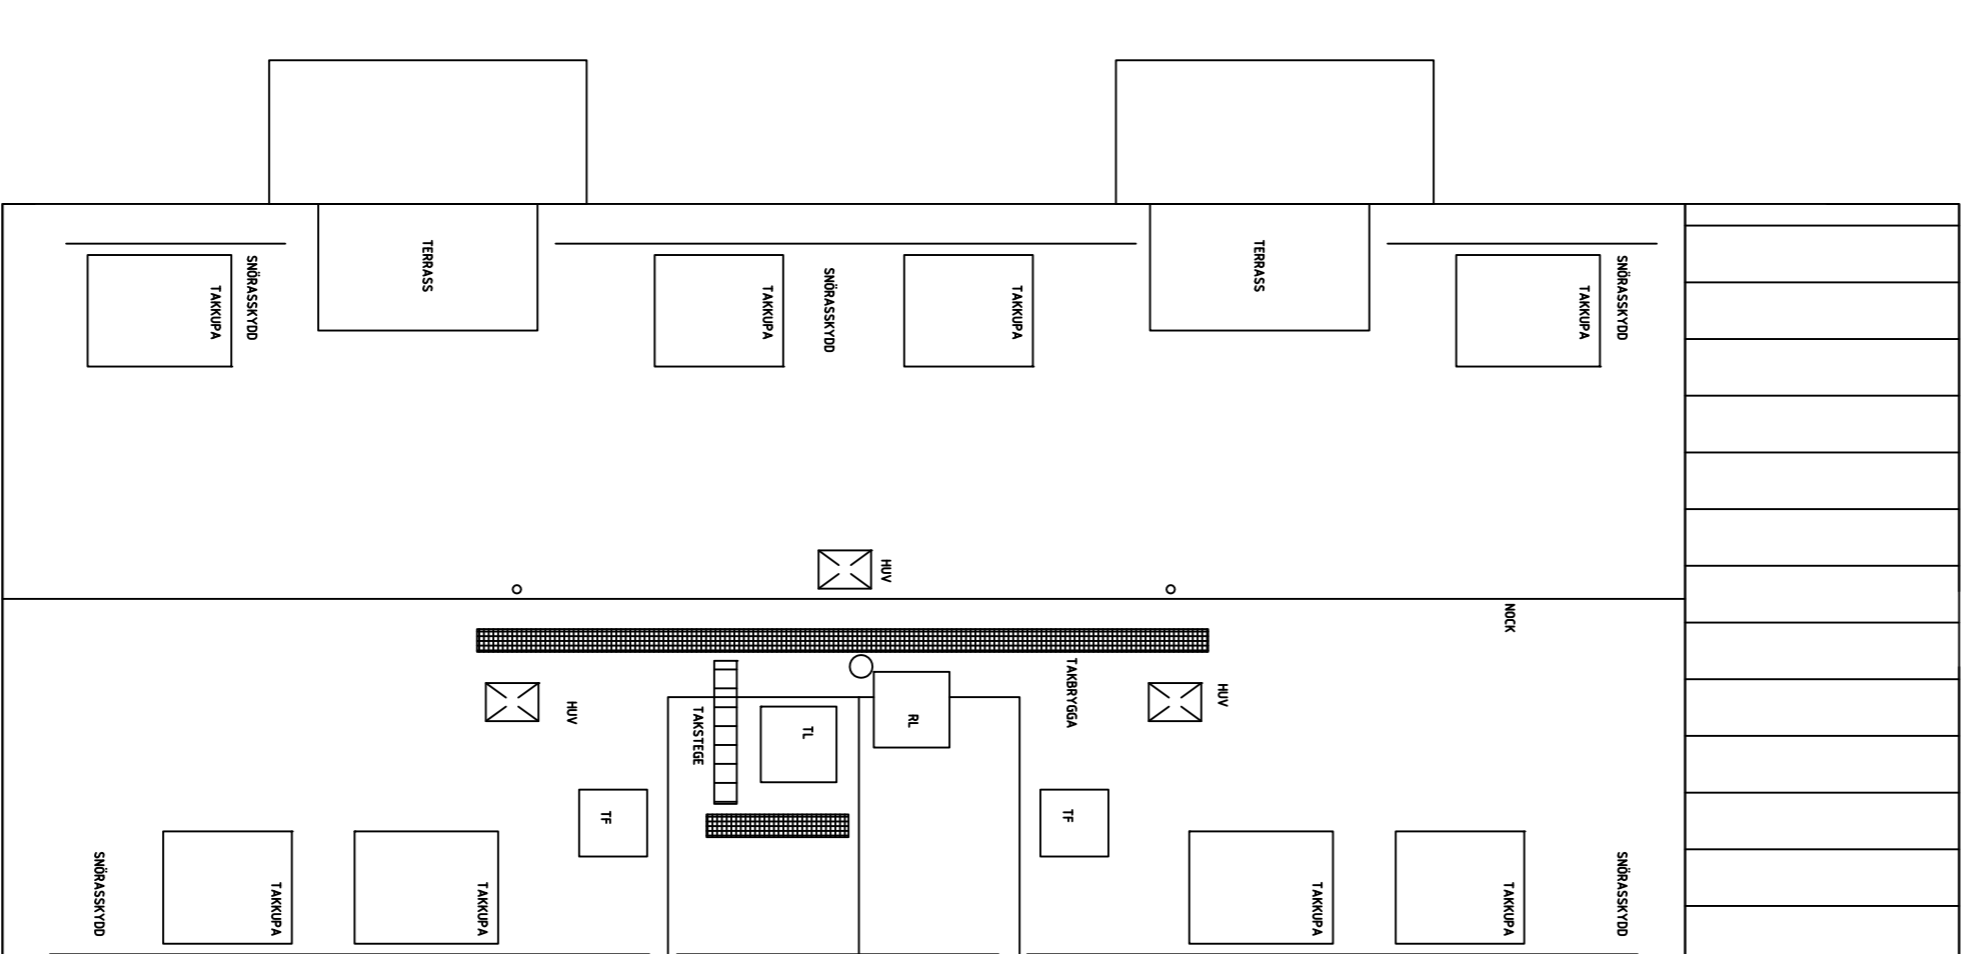 TERRASS
TERRASS
SNÖRASSKYDD
SNÖRASSKYDD
SNÖRASSKYDD
TAKKUPA
TAKKUPA
TAKKUPA
TAKKUPA
HUV
NOCK
TAKBRYGGA
HUV
HUV
TAKSTEGE
TL
RL
TF
TF
SNÖRASSKYDD
TAKKUPA
TAKKUPA
TAKKUPA
TAKKUPA
SNÖRASSKYDD